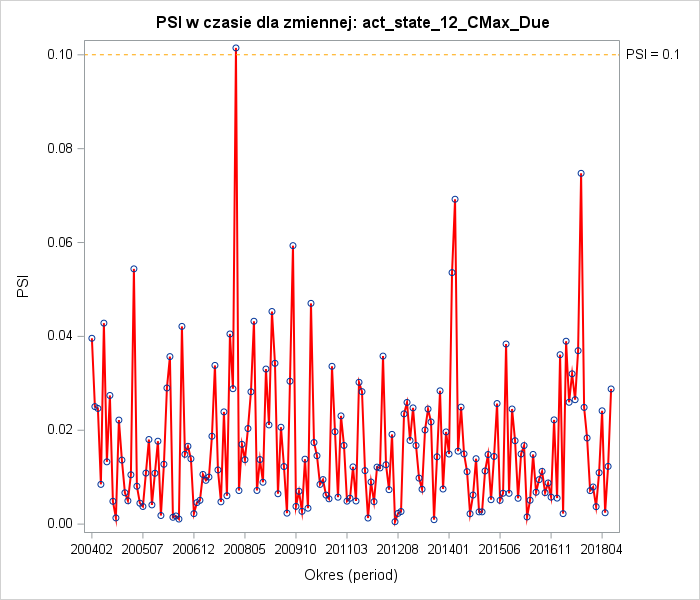 PSI w czasie dla zmiennej: act_state_12_CMax_Due
0.10
PSI = 0.1
0.08
0.06
PSI
0.04
0.02
0.00
200402 200507 200612 200805 200910 201103 201208 201401 201506 201611 201804
Okres (period)